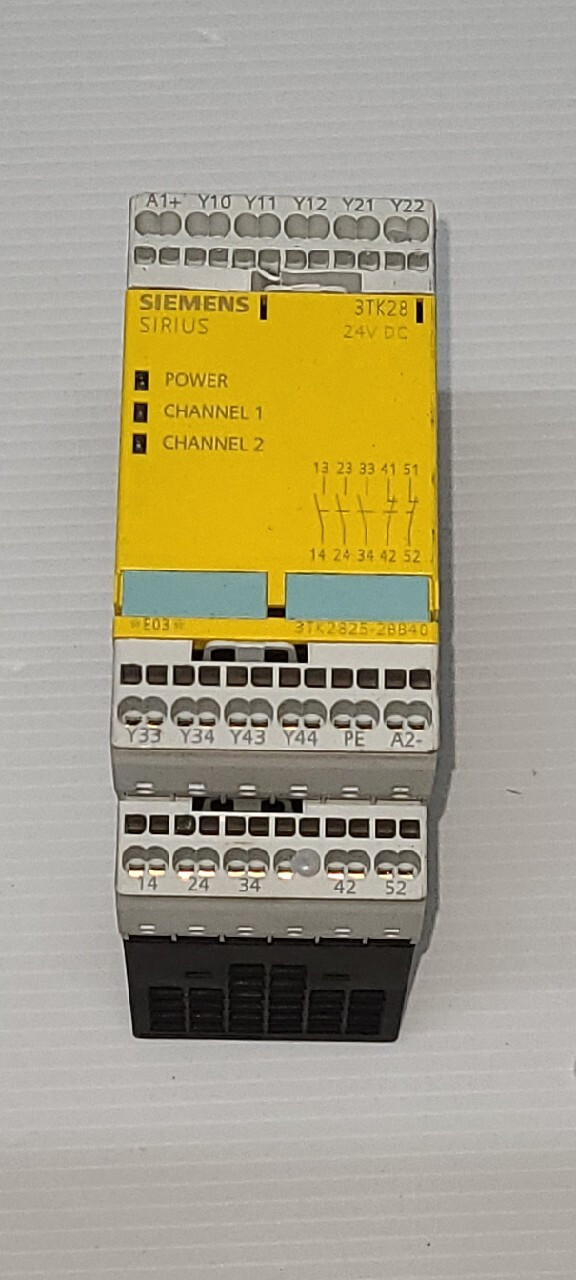 A1+ Y10 Y11 Y12 Y21 Y22
SIEMENS 3TK28
SIRIUS 24V DC
POWER
CHANNEL 1
CHANNEL 2
13 23 33 41 51
14 24 34 42 52
*E03* 3TK2825-2BB40
Y33 Y34 Y43 Y44 PE A2-
14 24 34 42 52